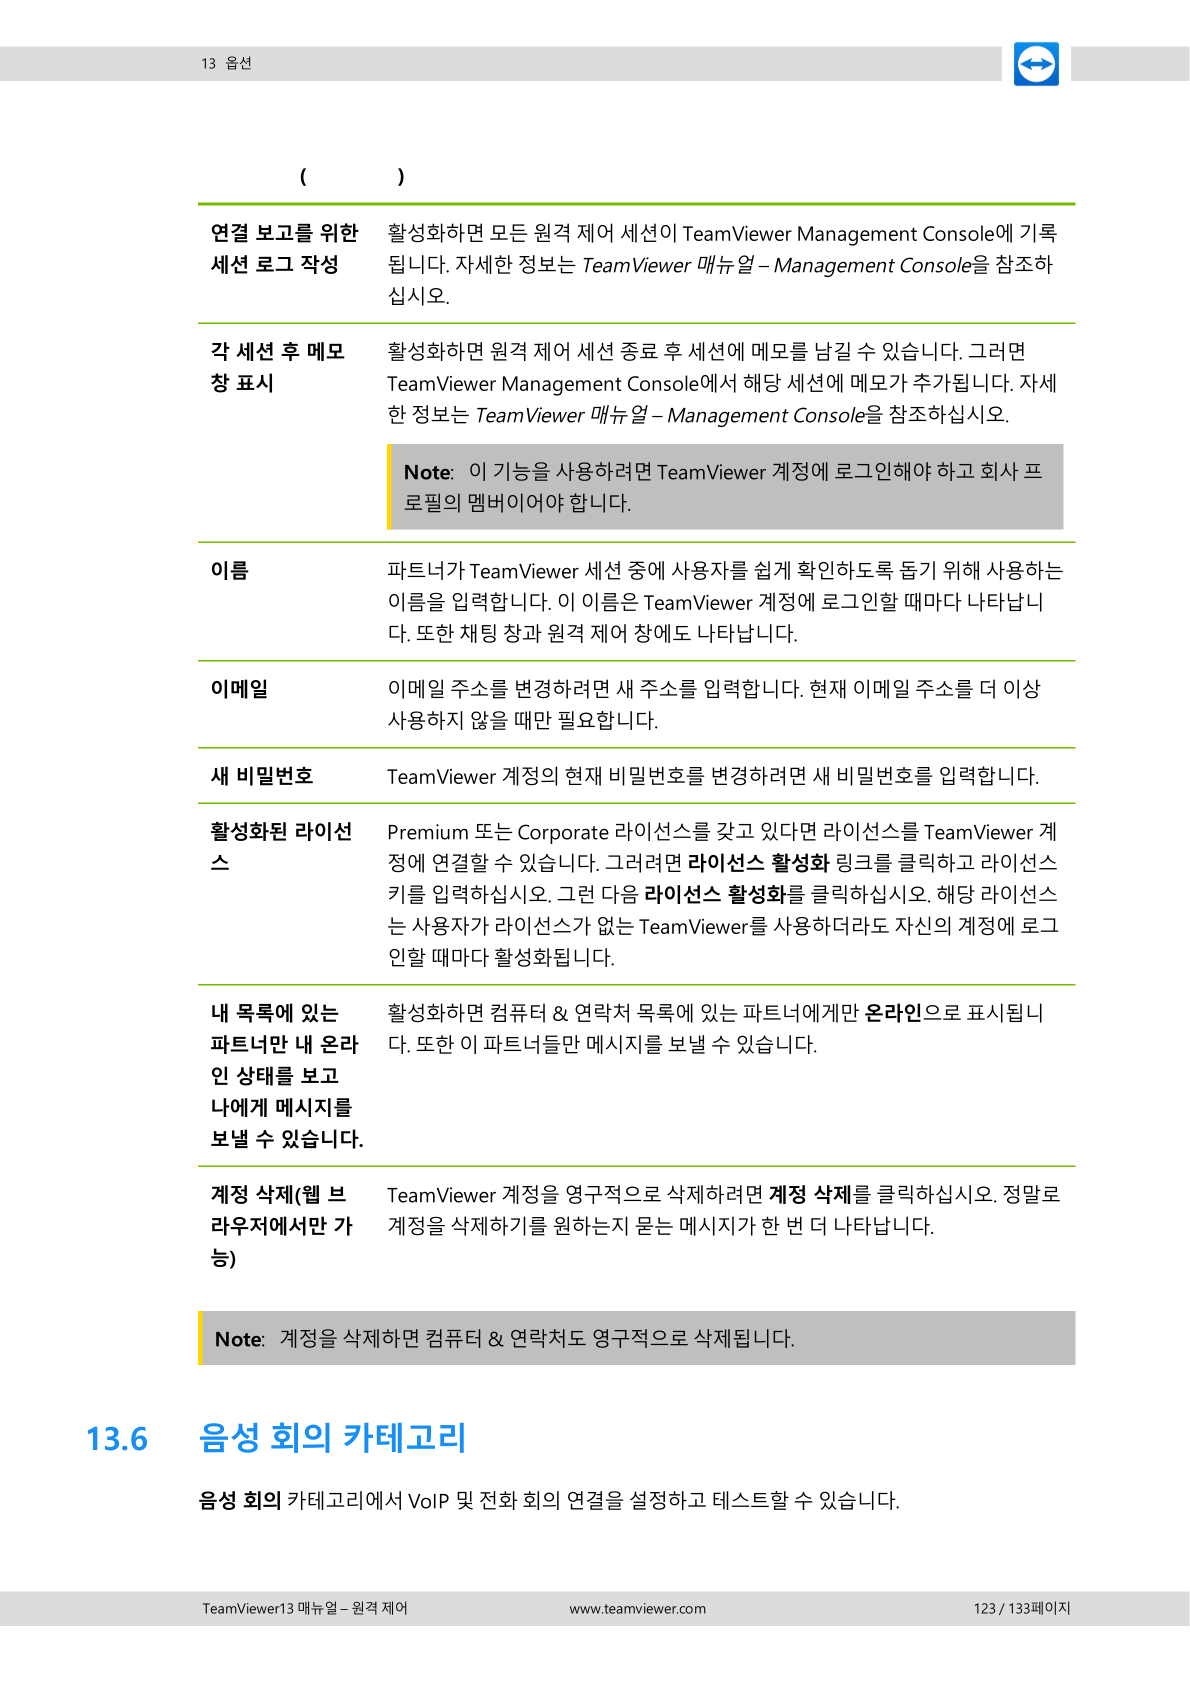 13 옵션
( )
연결 보고를 위한 활성화하면 모든 원격 제어 세션이 TeamViewer Management Console에 기록
세션 로그 작성 됩니다. 자세한 정보는 TeamViewer 매뉴얼 – Management Console을 참조하
십시오.
각 세션 후 메모 활성화하면 원격 제어 세션 종료 후 세션에 메모를 남길 수 있습니다. 그러면
창 표시 TeamViewer Management Console에서 해당 세션에 메모가 추가됩니다. 자세
한 정보는 TeamViewer 매뉴얼 – Management Console을 참조하십시오.
Note: 이 기능을 사용하려면 TeamViewer 계정에 로그인해야 하고 회사 프
로필의 멤버이어야 합니다.
이름 파트너가 TeamViewer 세션 중에 사용자를 쉽게 확인하도록 돕기 위해 사용하는
이름을 입력합니다. 이 이름은 TeamViewer 계정에 로그인할 때마다 나타납니
다. 또한 채팅 창과 원격 제어 창에도 나타납니다.
이메일 이메일 주소를 변경하려면 새 주소를 입력합니다. 현재 이메일 주소를 더 이상
사용하지 않을 때만 필요합니다.
새 비밀번호 TeamViewer 계정의 현재 비밀번호를 변경하려면 새 비밀번호를 입력합니다.
활성화된 라이선 Premium 또는 Corporate 라이선스를 갖고 있다면 라이선스를 TeamViewer 계
스 정에 연결할 수 있습니다. 그러려면 라이선스 활성화 링크를 클릭하고 라이선스
키를 입력하십시오. 그런 다음 라이선스 활성화를 클릭하십시오. 해당 라이선스
는 사용자가 라이선스가 없는 TeamViewer를 사용하더라도 자신의 계정에 로그
인할 때마다 활성화됩니다.
내 목록에 있는 활성화하면 컴퓨터 & 연락처 목록에 있는 파트너에게만 온라인으로 표시됩니
파트너만 내 온라 다. 또한 이 파트너들만 메시지를 보낼 수 있습니다.
인 상태를 보고
나에게 메시지를
보낼 수 있습니다.
계정 삭제(웹 브 TeamViewer 계정을 영구적으로 삭제하려면 계정 삭제를 클릭하십시오. 정말로
라우저에서만 가 계정을 삭제하기를 원하는지 묻는 메시지가 한 번 더 나타납니다.
능)
Note: 계정을 삭제하면 컴퓨터 & 연락처도 영구적으로 삭제됩니다.
13.6 음성 회의 카테고리
음성 회의 카테고리에서 VoIP 및 전화 회의 연결을 설정하고 테스트할 수 있습니다.
TeamViewer13 매뉴얼 – 원격 제어 www.teamviewer.com 123 / 133페이지